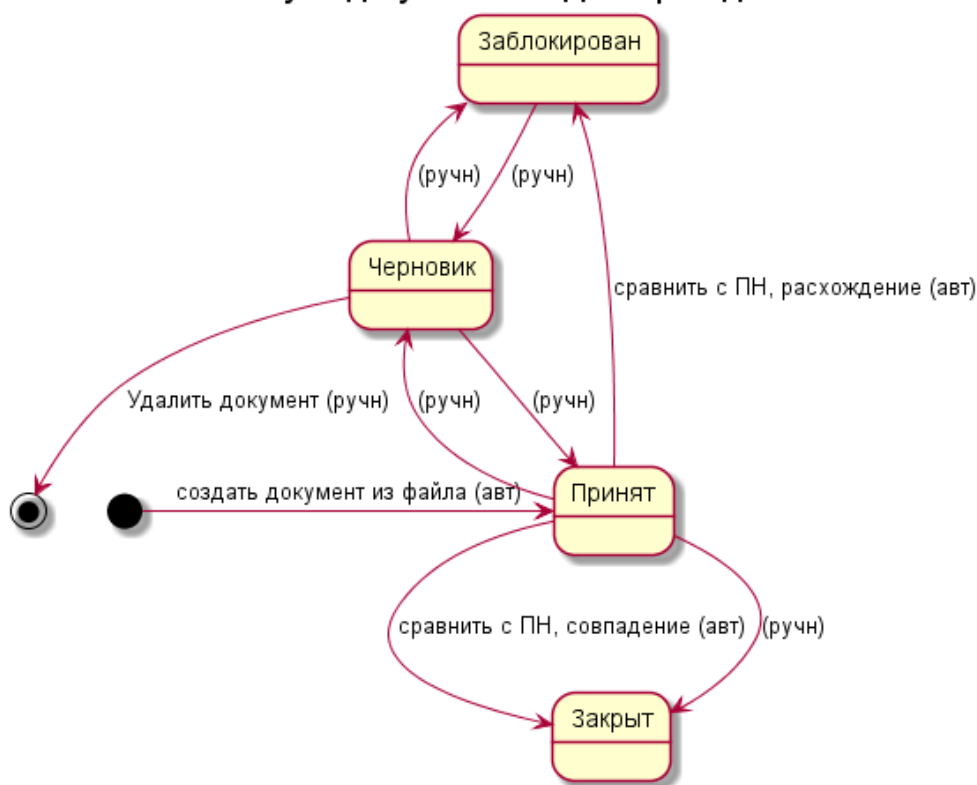 Заблокирован
(ручн)
(ручн)
Черновик
сравнить с ПН, расхождение (авт)
Удалить документ (ручн)
(ручн)
(ручн)
создать документ из файла (авт)
Принят
сравнить с ПН, совпадение (авт)
(ручн)
Закрыт